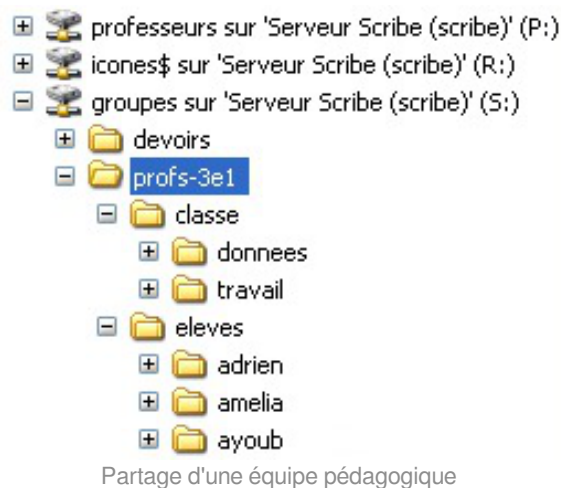 professeurs sur 'Serveur Scribe (scribe)' (P:)
icones$ sur 'Serveur Scribe (scribe)' (R:)
groupes sur 'Serveur Scribe (scribe)' (S:)
devoirs
profs-3e1
classe
donnees
travail
eleves
adrien
amelia
ayoub
Partage d'une équipe pédagogique